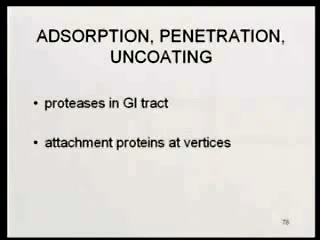 ADSORPTION, PENETRATION,
UNCOATING
• proteases in GI tract
• attachment proteins at vertices
78